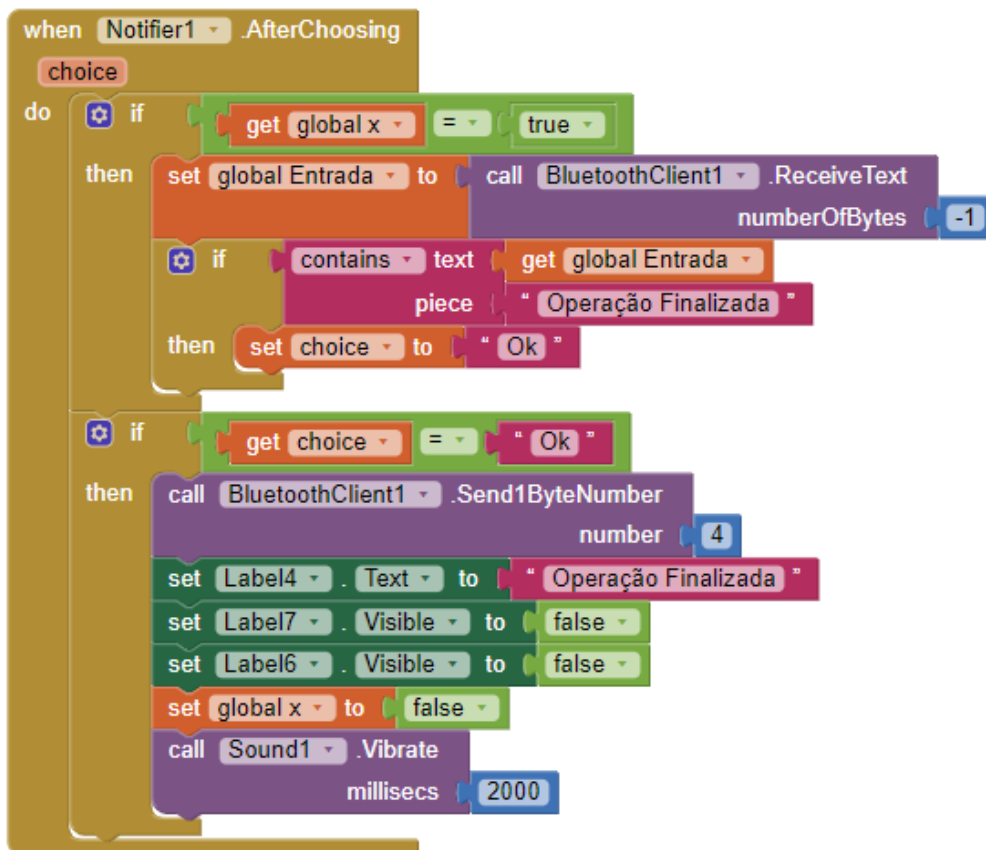 when Notifier1 .AfterChoosing
choice
do if get global x = true
then set global Entrada to call BluetoothClient1 .ReceiveText
numberOfBytes -1
if contains text get global Entrada
piece “ Operação Finalizada ”
then set choice to “ Ok ”
if get choice = “ Ok ”
then call BluetoothClient1 .Send1ByteNumber
number 4
set Label4 . Text to “ Operação Finalizada ”
set Label7 . Visible to false
set Label6 . Visible to false
set global x to false
call Sound1 .Vibrate
millisecs 2000